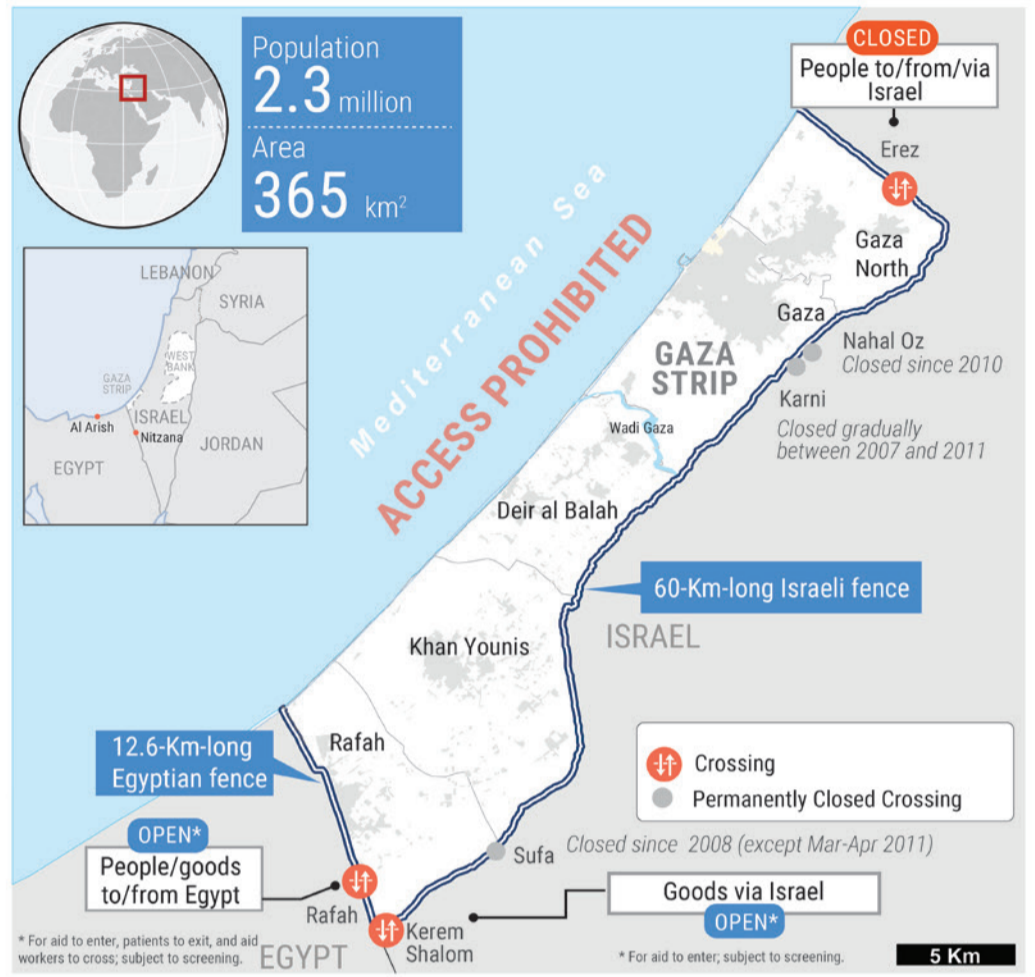 Population
2.3 million
Area
365 km²
CLOSED
People to/from/via
Israel
Erez
Mediterranean Sea
ACCESS PROHIBITED
LEBANON
SYRIA
WEST
BANK
GAZA
STRIP
ISRAEL
Al Arish
Nitzana
JORDAN
EGYPT
Gaza
North
Gaza
Nahal Oz
Closed since 2010
GAZA
STRIP
Karni
Closed gradually
between 2007 and 2011
Wadi Gaza
Deir al Balah
60-Km-long Israeli fence
ISRAEL
Khan Younis
12.6-Km-long
Egyptian fence
Rafah
Crossing
Permanently Closed Crossing
OPEN*
People/goods
to/from Egypt
Sufa
Closed since 2008 (except Mar-Apr 2011)
Goods via Israel
OPEN*
Rafah
Kerem
Shalom
* For aid to enter, patients to exit, and aid
workers to cross; subject to screening.
EGYPT
* For aid to enter; subject to screening.
5 Km